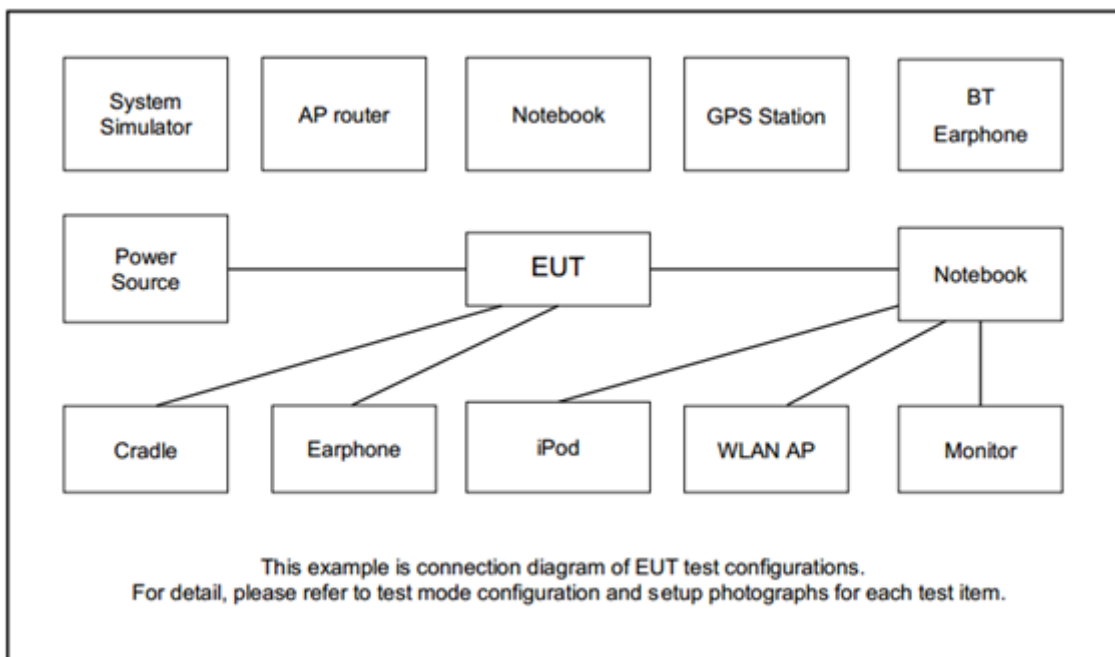 System
Simulator
AP router
Notebook
GPS Station
BT
Earphone
Power
Source
EUT
Notebook
Cradle
Earphone
iPod
WLAN AP
Monitor
This example is connection diagram of EUT test configurations.
For detail, please refer to test mode configuration and setup photographs for each test item.